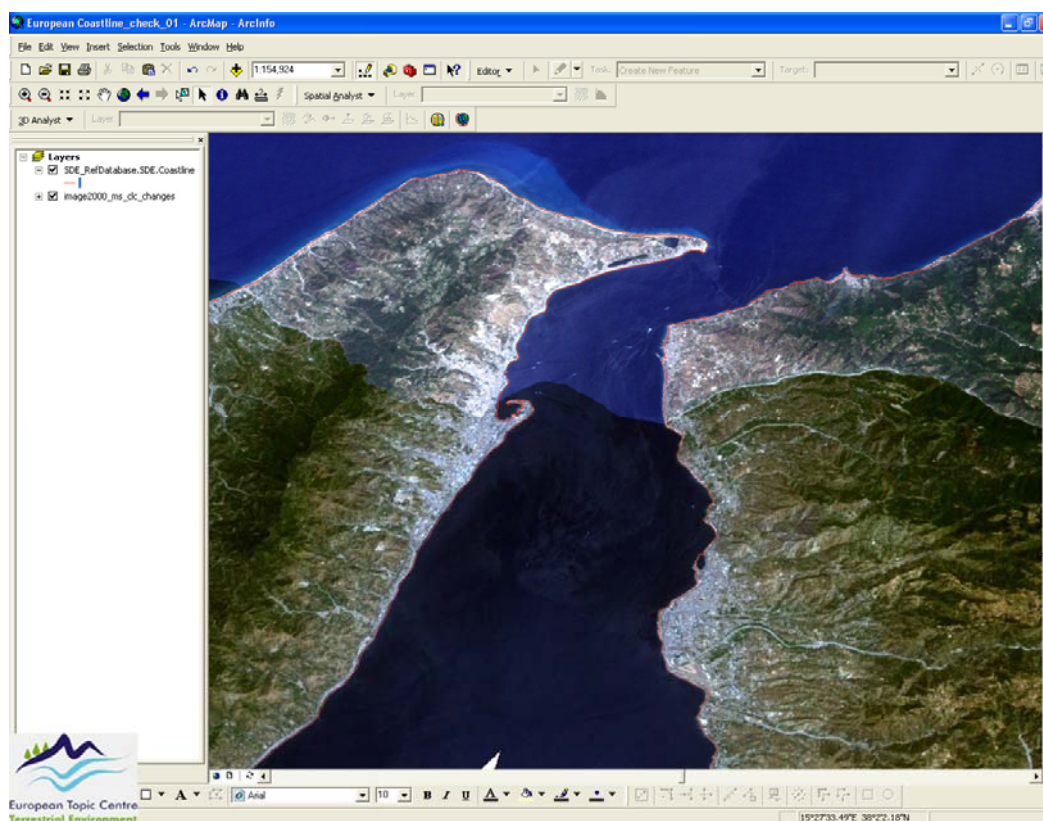 European Coastline_check_01 - ArcMap - ArcInfo
File Edit View Insert Selection Tools Window Help
1:154,924 Editor Task: Create New Feature Target:
Spatial Analyst Layer:
3D Analyst Layer:
Layers
SDE_RefDatabase.SDE.Coastline
image2000_ms_clc_changes
Arial 10 B I U A
European Topic Centre
Terrestrial Environment
15°27'33.49"E 38°2'2.18"N